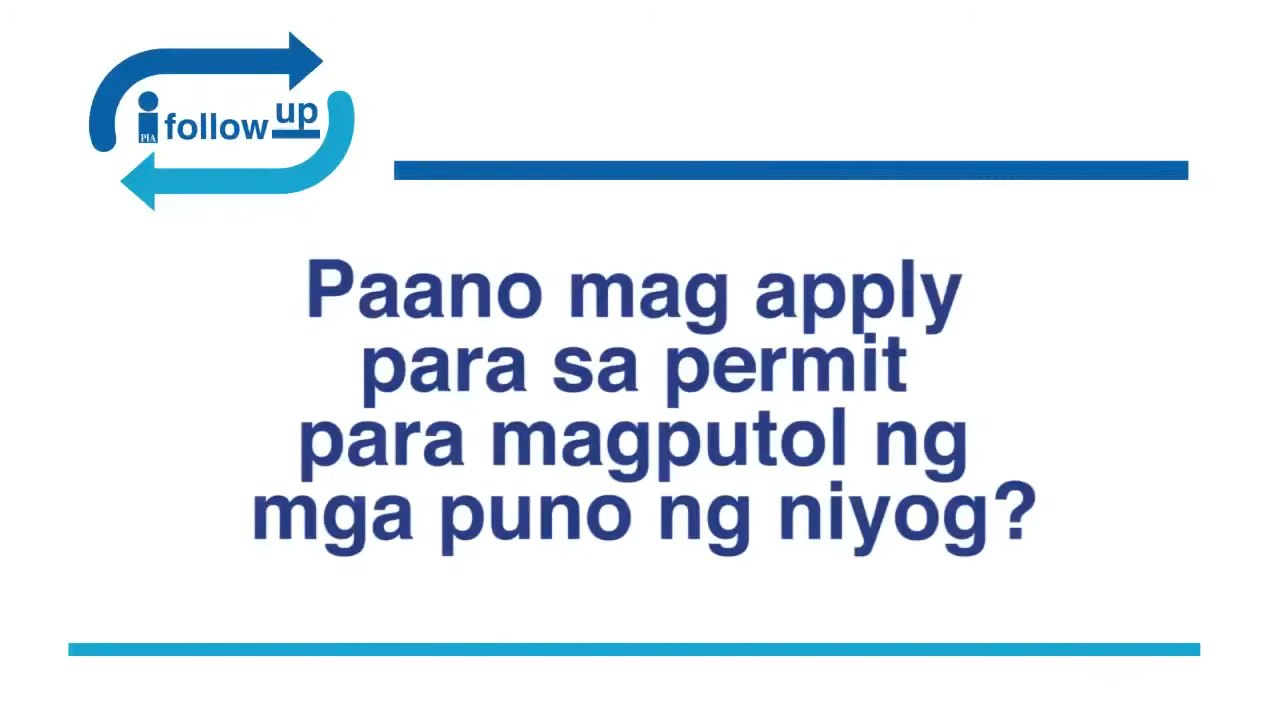 PIA
i follow up
Paano mag apply
para sa permit
para magputol ng
mga puno ng niyog?